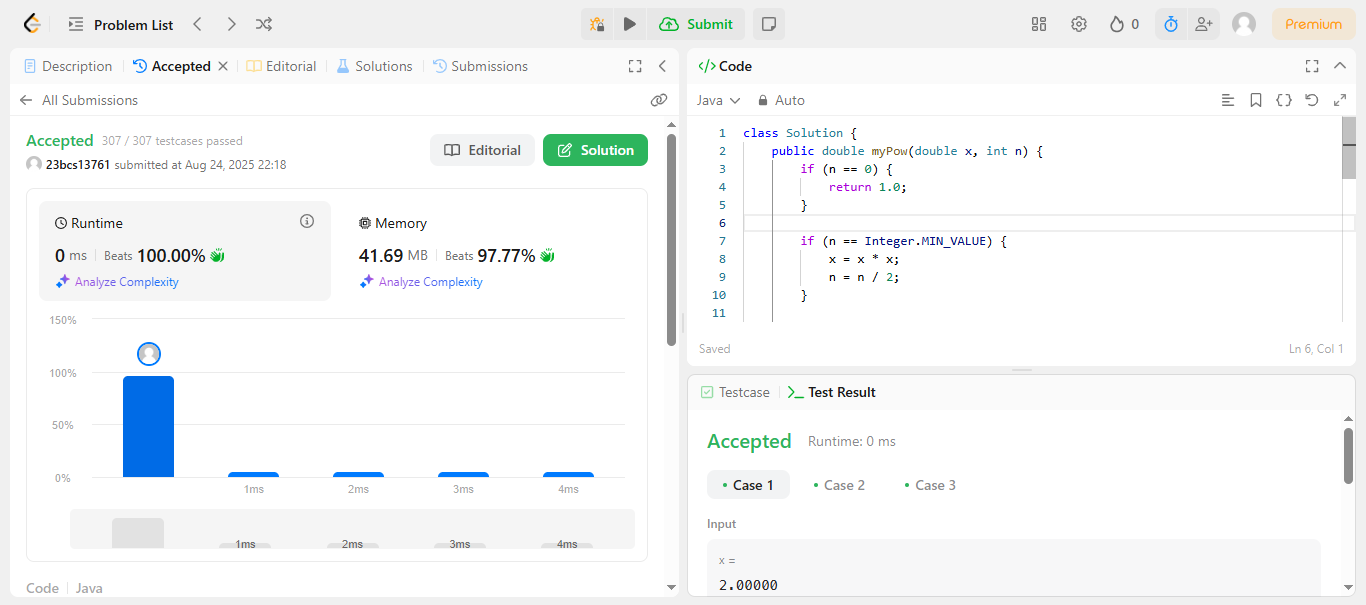 Problem List
Submit
0
Premium
Description
Accepted
Editorial
Solutions
Submissions
All Submissions
Accepted 307 / 307 testcases passed
23bcs13761 submitted at Aug 24, 2025 22:18
Editorial
Solution
Runtime
0 ms Beats 100.00%
Analyze Complexity
Memory
41.69 MB Beats 97.77%
Analyze Complexity
150%
100%
50%
0%
1ms 2ms 3ms 4ms
1ms 2ms 3ms 4ms
Code Java
</> Code
Java Auto
1 class Solution {
2 public double myPow(double x, int n) {
3 if (n == 0) {
4 return 1.0;
5 }
6
7 if (n == Integer.MIN_VALUE) {
8 x = x * x;
9 n = n / 2;
10 }
11
Saved
Ln 6, Col 1
Testcase
Test Result
Accepted Runtime: 0 ms
Case 1 Case 2 Case 3
Input
x =
2.00000